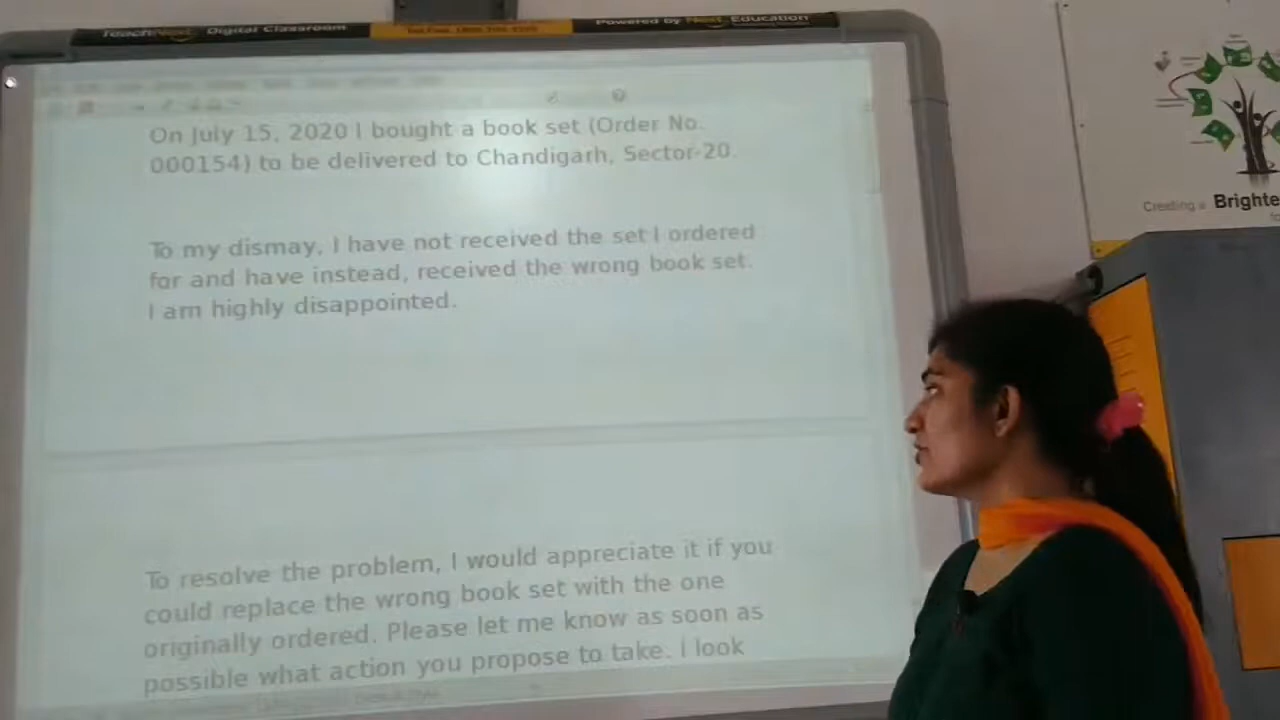 TeachNext Digital Classroom
Powered by Next Education
On July 15, 2020 I bought a book set (Order No.
000154) to be delivered to Chandigarh, Sector-20.
To my dismay, I have not received the set I ordered
for and have instead, received the wrong book set.
I am highly disappointed.
To resolve the problem, I would appreciate it if you
could replace the wrong book set with the one
originally ordered. Please let me know as soon as
possible what action you propose to take. I look
Creating a Brighte